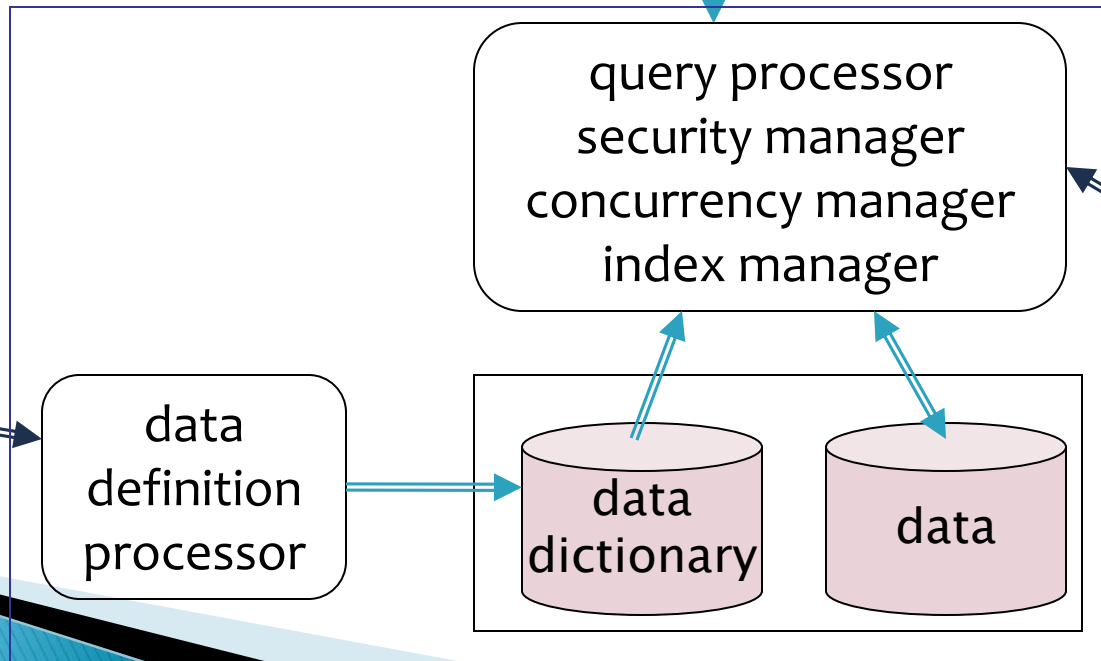 query processor
security manager
concurrency manager
index manager
data
definition
processor
data
dictionary
data